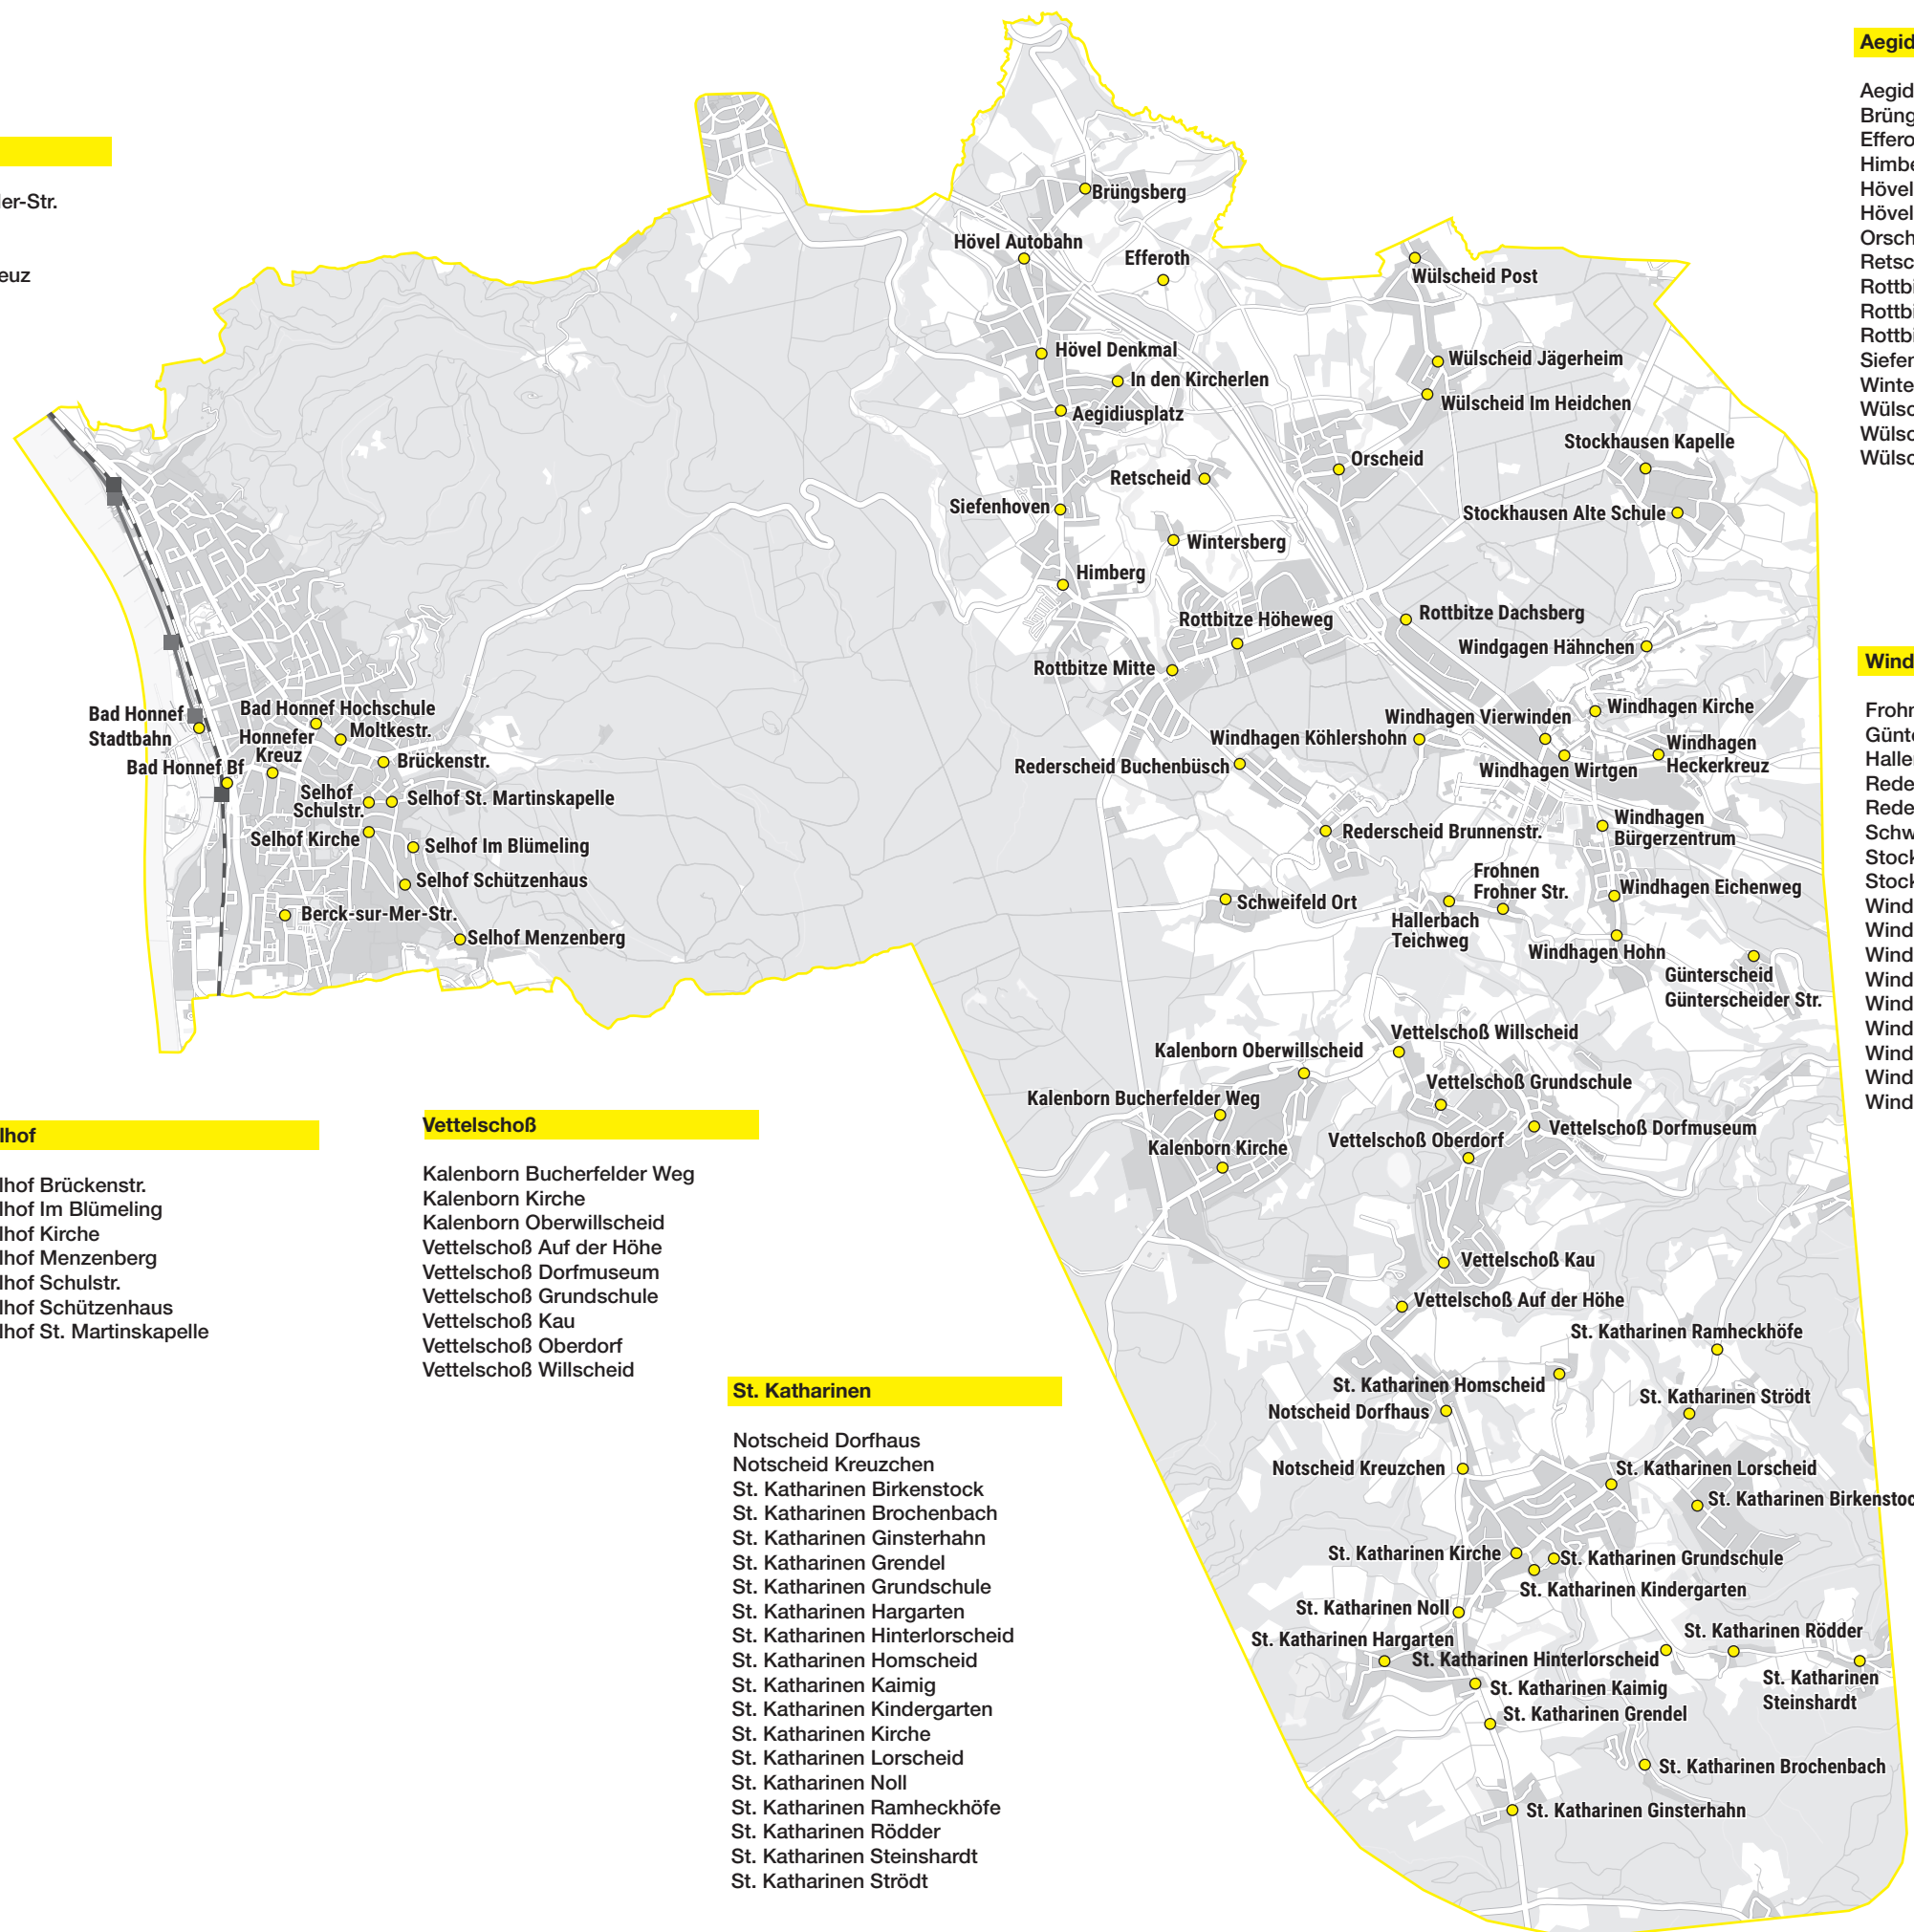 Brüngsberg
Hövel Autobahn
Efferoth
Wülscheid Post
Hövel Denkmal
In den Kircherlen
Aegidiusplatz
Wülscheid Jägerheim
Wülscheid Im Heidchen
Stockhausen Kapelle
Orscheid
Retscheid
Siefenhoven
Stockhausen Alte Schule
Wintersberg
Himberg
Rottbitze Höheweg
Rottbitze Dachsberg
Windgagen Hähnchen
Rottbitze Mitte
Bad Honnef
Stadtbahn
Bad Honnef Hochschule
Honnefer
Kreuz
Moltkestr.
Bad Honnef Bf
Brückenstr.
Selhof
Schulstr.
Selhof St. Martinskapelle
Selhof Kirche
Selhof Im Blümeling
Selhof Schützenhaus
Berck-sur-Mer-Str.
Selhof Menzenberg
Windhagen Kirche
Windhagen Vierwinden
Windhagen Köhlershohn
Windhagen
Heckerkreuz
Rederscheid Buchenbüsch
Windhagen Wirtgen
Windhagen
Bürgerzentrum
Rederscheid Brunnenstr.
Frohnen
Frohner Str.
Windhagen Eichenweg
Schweifeld Ort
Hallerbach
Teichweg
Windhagen Hohn
Günterscheid
Günterscheider Str.
Vettelschoß Willscheid
Kalenborn Oberwillscheid
Vettelschoß Grundschule
Kalenborn Bucherfelder Weg
Vettelschoß Dorfmuseum
Vettelschoß Oberdorf
Kalenborn Kirche
Vettelschoß Kau
Vettelschoß Auf der Höhe
St. Katharinen Ramheckhöfe
St. Katharinen Homscheid
St. Katharinen Strödt
Notscheid Dorfhaus
Notscheid Kreuzchen
St. Katharinen Lorscheid
St. Katharinen Birkenstoc
St. Katharinen Kirche
St. Katharinen Grundschule
St. Katharinen Kindergarten
St. Katharinen Noll
St. Katharinen Hargarten
St. Katharinen Rödder
St. Katharinen Hinterlorscheid
St. Katharinen
Steinshardt
St. Katharinen Kaimig
St. Katharinen Grendel
St. Katharinen Brochenbach
St. Katharinen Ginsterhahn
er-Str.
euz
lhof
lhof Brückenstr.
lhof Im Blümeling
lhof Kirche
lhof Menzenberg
lhof Schulstr.
lhof Schützenhaus
lhof St. Martinskapelle
Vettelschoß
Kalenborn Bucherfelder Weg
Kalenborn Kirche
Kalenborn Oberwillscheid
Vettelschoß Auf der Höhe
Vettelschoß Dorfmuseum
Vettelschoß Grundschule
Vettelschoß Kau
Vettelschoß Oberdorf
Vettelschoß Willscheid
St. Katharinen
Notscheid Dorfhaus
Notscheid Kreuzchen
St. Katharinen Birkenstock
St. Katharinen Brochenbach
St. Katharinen Ginsterhahn
St. Katharinen Grendel
St. Katharinen Grundschule
St. Katharinen Hargarten
St. Katharinen Hinterlorscheid
St. Katharinen Homscheid
St. Katharinen Kaimig
St. Katharinen Kindergarten
St. Katharinen Kirche
St. Katharinen Lorscheid
St. Katharinen Noll
St. Katharinen Ramheckhöfe
St. Katharinen Rödder
St. Katharinen Steinshardt
St. Katharinen Strödt
Aegid
Aegid
Brüng
Effero
Himbe
Hövel
Hövel
Orsch
Retsc
Rottbi
Rottbi
Rottbi
Siefen
Winte
Wülsc
Wülsc
Wülsc
Wind
Frohn
Günte
Haller
Rede
Rede
Schw
Stock
Stock
Wind
Wind
Wind
Wind
Wind
Wind
Wind
Wind
Wind